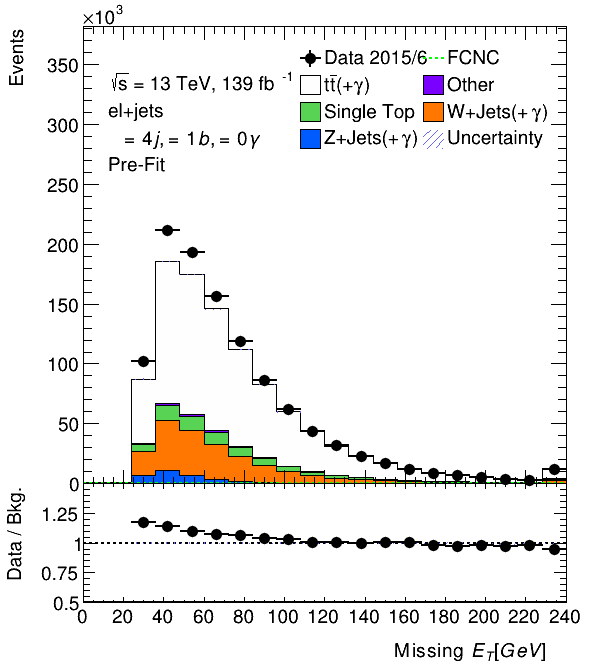 ×10³
Events
350
300
250
200
150
100
50
0
√s = 13 TeV, 139 fb⁻¹
el+jets
= 4j, = 1b, = 0γ
Pre-Fit
Data 2015/6 FCNC
tt̄(+γ) Other
Single Top W+Jets(+γ)
Z+Jets(+γ) Uncertainty
Data / Bkg.
1.25
1
0.75
0.5
0 20 40 60 80 100 120 140 160 180 200 220 240
Missing E_T[GeV]